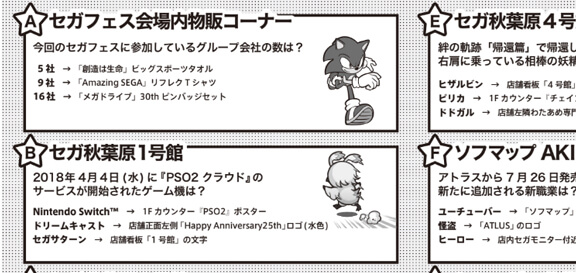 A セガフェス会場内物販コーナー
今回のセガフェスに参加しているグループ会社の数は？
5社 → 「創造は生命」ビッグスポーツタオル
9社 → 「Amazing SEGA」リフレクTシャツ
16社 → 「メガドライブ」30th ピンバッジセット
B セガ秋葉原1号館
2018年4月4日(水)に『PSO2 クラウド』の
サービスが開始されたゲーム機は？
Nintendo Switch™ → 1Fカウンター『PSO2』ポスター
ドリームキャスト → 店舗正面左側「Happy Anniversary25th」ロゴ(水色)
セガサターン → 店舗看板「1号館」の文字
E セガ秋葉原4号
絆の軌跡「帰還篇」で帰還し
右肩に乗っている相棒の妖精
ヒザルビン → 店舗看板「4号館」
ピリカ → 1Fカウンター「チェイン
ドドガル → 店舗左隣わたあめ専門
F ソフマップ AKI
アトラスから7月26日発売
新たに追加される新職業は？
ユーチューバー → 「ソフマップ」
怪盗 → 「ATLUS」のロゴ
ヒーロー → 店内セガモニター付近